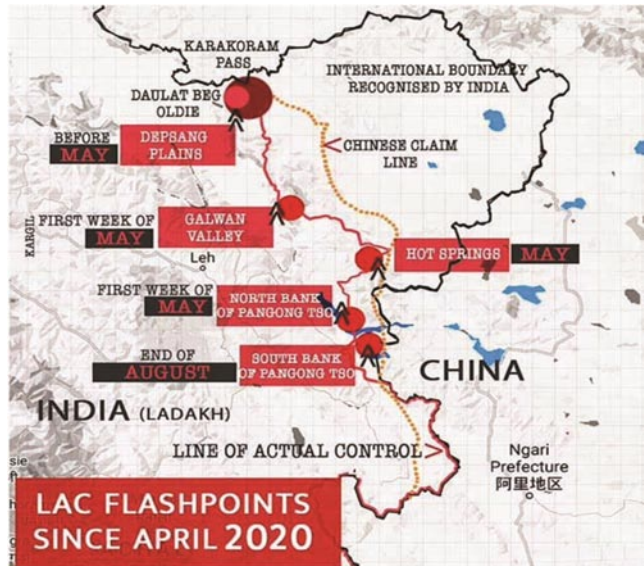 KARAKORAM
PASS
INTERNATIONAL BOUNDARY
RECOGNISED BY INDIA
DAULAT BEG
OLDIE
BEFORE
MAY
DEPSANG
PLAINS
CHINESE CLAIM
LINE
FIRST WEEK OF
MAY
GALWAN
VALLEY
KARGIL
Leh
HOT SPRINGS
MAY
FIRST WEEK OF
MAY
NORTH BANK
OF PANGONG TSO
END OF
AUGUST
SOUTH BANK
OF PANGONG TSO
CHINA
INDIA (LADAKH)
LINE OF ACTUAL CONTROL
Ngari
Prefecture
阿里地区
LAC FLASHPOINTS
SINCE APRIL 2020